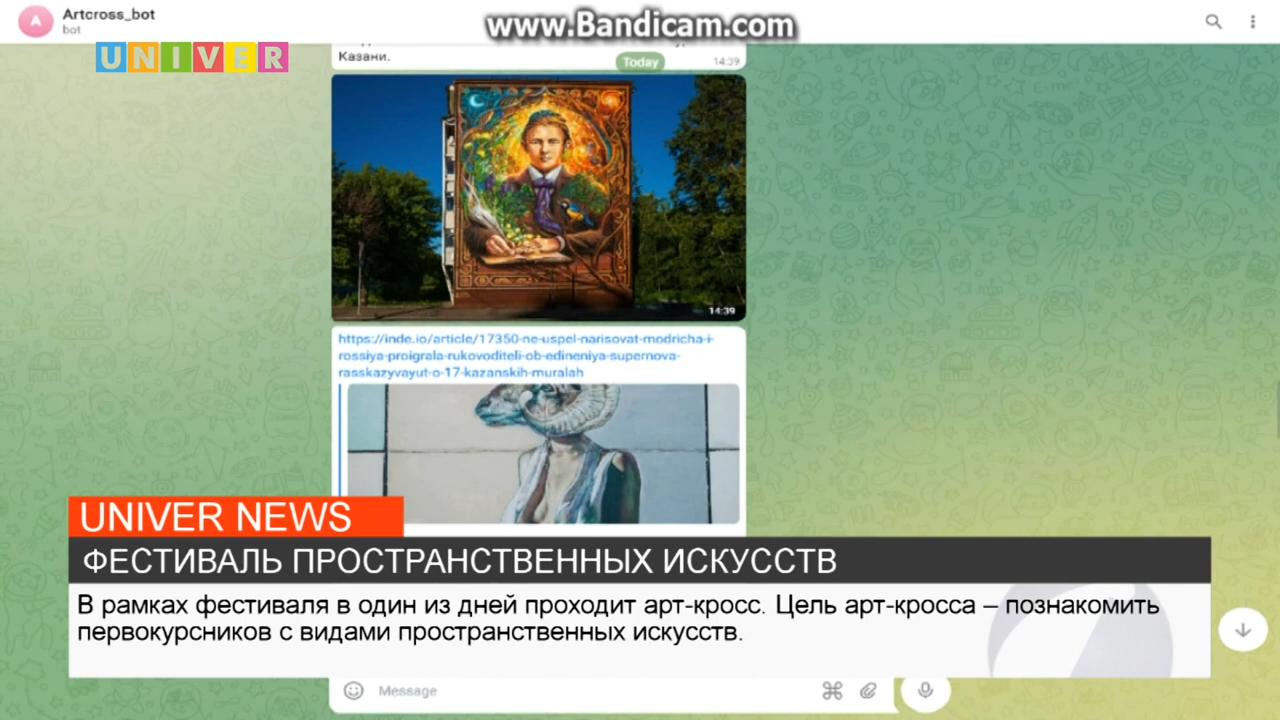 Artcross_bot
bot
www.Bandicam.com
UNIVER
Казани.
14:39
Today
14:39
https://inde.io/article/17350-ne-uspel-narisovat-modricha-i-
rossiya-proigrala-rukovoditeli-ob-edineniya-supernova-
rasskazyvayut-o-17-kazanskih-muralah
UNIVER NEWS
ФЕСТИВАЛЬ ПРОСТРАНСТВЕННЫХ ИСКУССТВ
В рамках фестиваля в один из дней проходит арт-кросс. Цель арт-кросса – познакомить
первокурсников с видами пространственных искусств.
Message